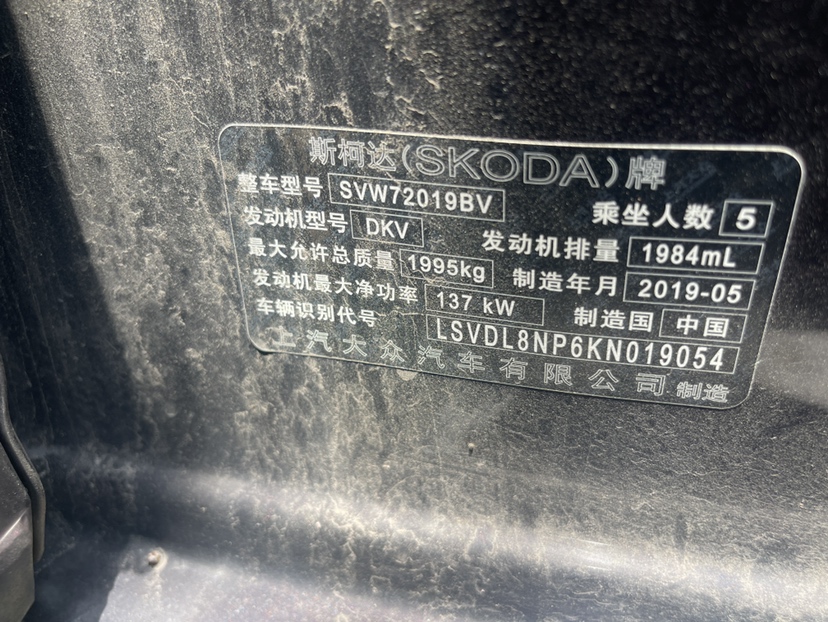 斯柯达(SKODA)牌
整车型号 SVW72019BV 乘坐人数 5
发动机型号 DKV 发动机排量 1984mL
最大允许总质量 1995kg 制造年月 2019-05
发动机最大净功率 137 kW 制造国 中国
车辆识别代号 LSVDL8NP6KN019054
上汽大众汽车有限公司 制造